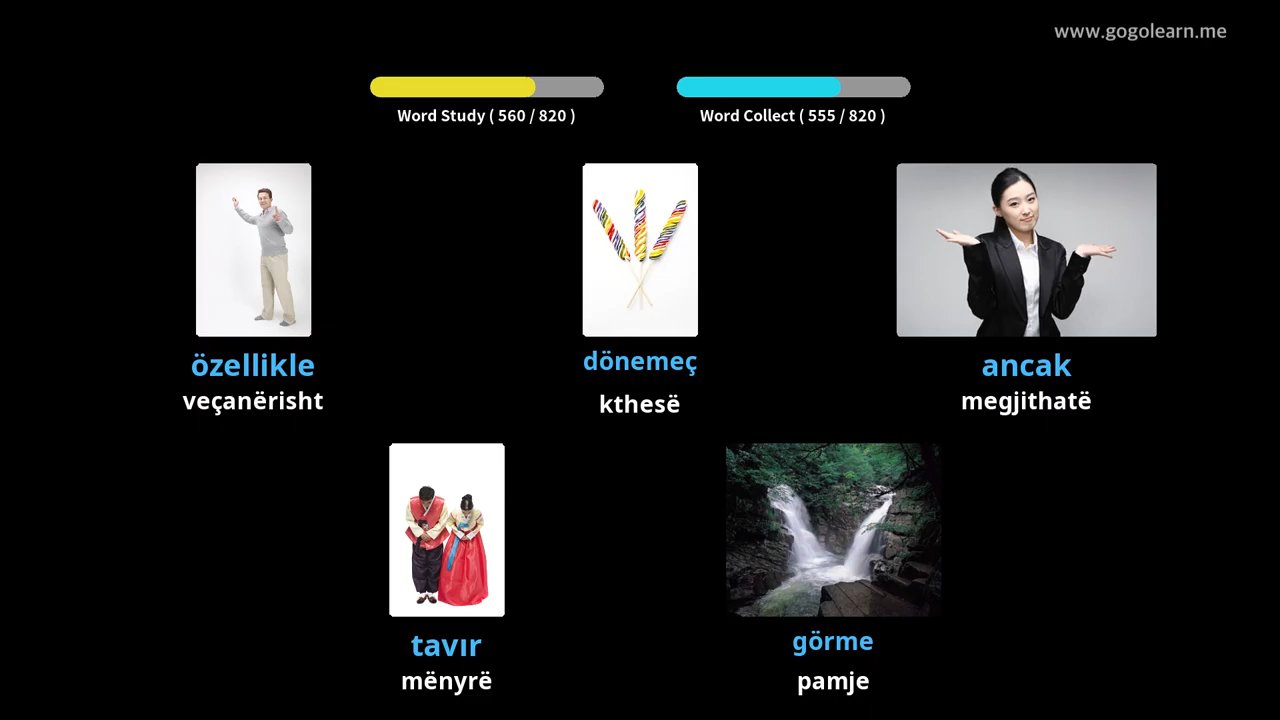 www.gogolearn.me
Word Study ( 560 / 820 )
Word Collect ( 555 / 820 )
özellikle
veçanërisht
dönemeç
kthesë
ancak
megjithatë
tavır
mënyrë
görme
pamje